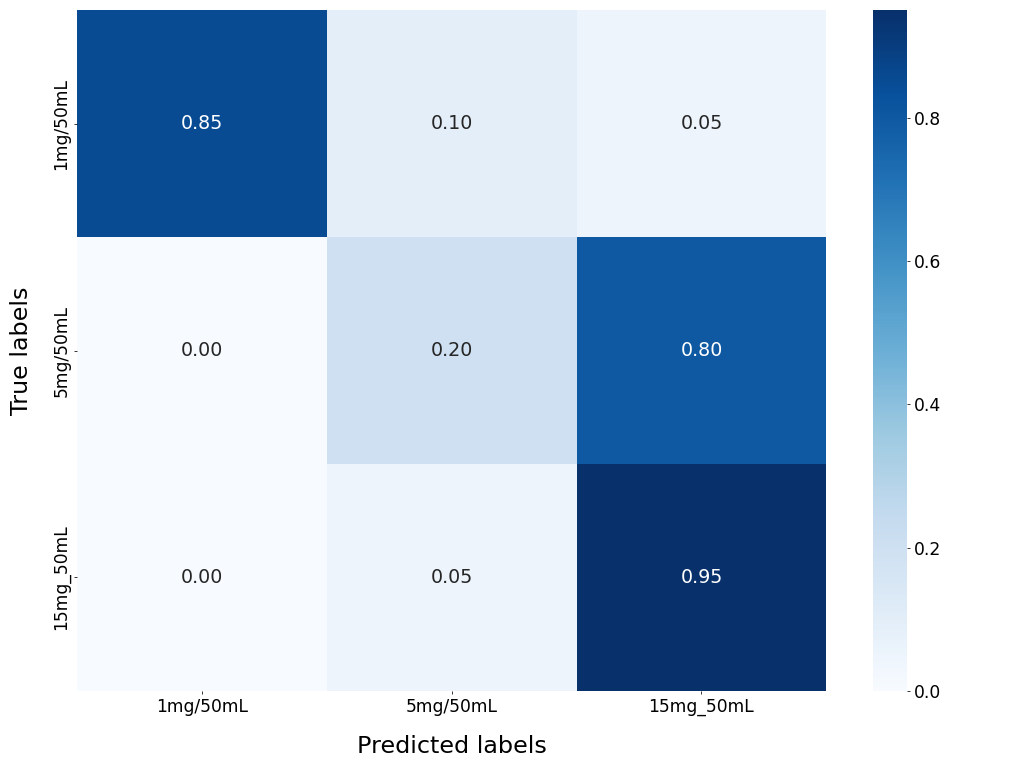 True labels
1mg/50mL
0.85 0.10 0.05
5mg/50mL
0.00 0.20 0.80
15mg_50mL
0.00 0.05 0.95
1mg/50mL 5mg/50mL 15mg_50mL
Predicted labels
0.8
0.6
0.4
0.2
0.0